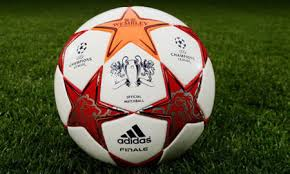 WEMBLEY
CHAMPIONS
LEAGUE
CHAMPIONS
LEAGUE
OFFICIAL
MATCHBALL
adidas
FINALE